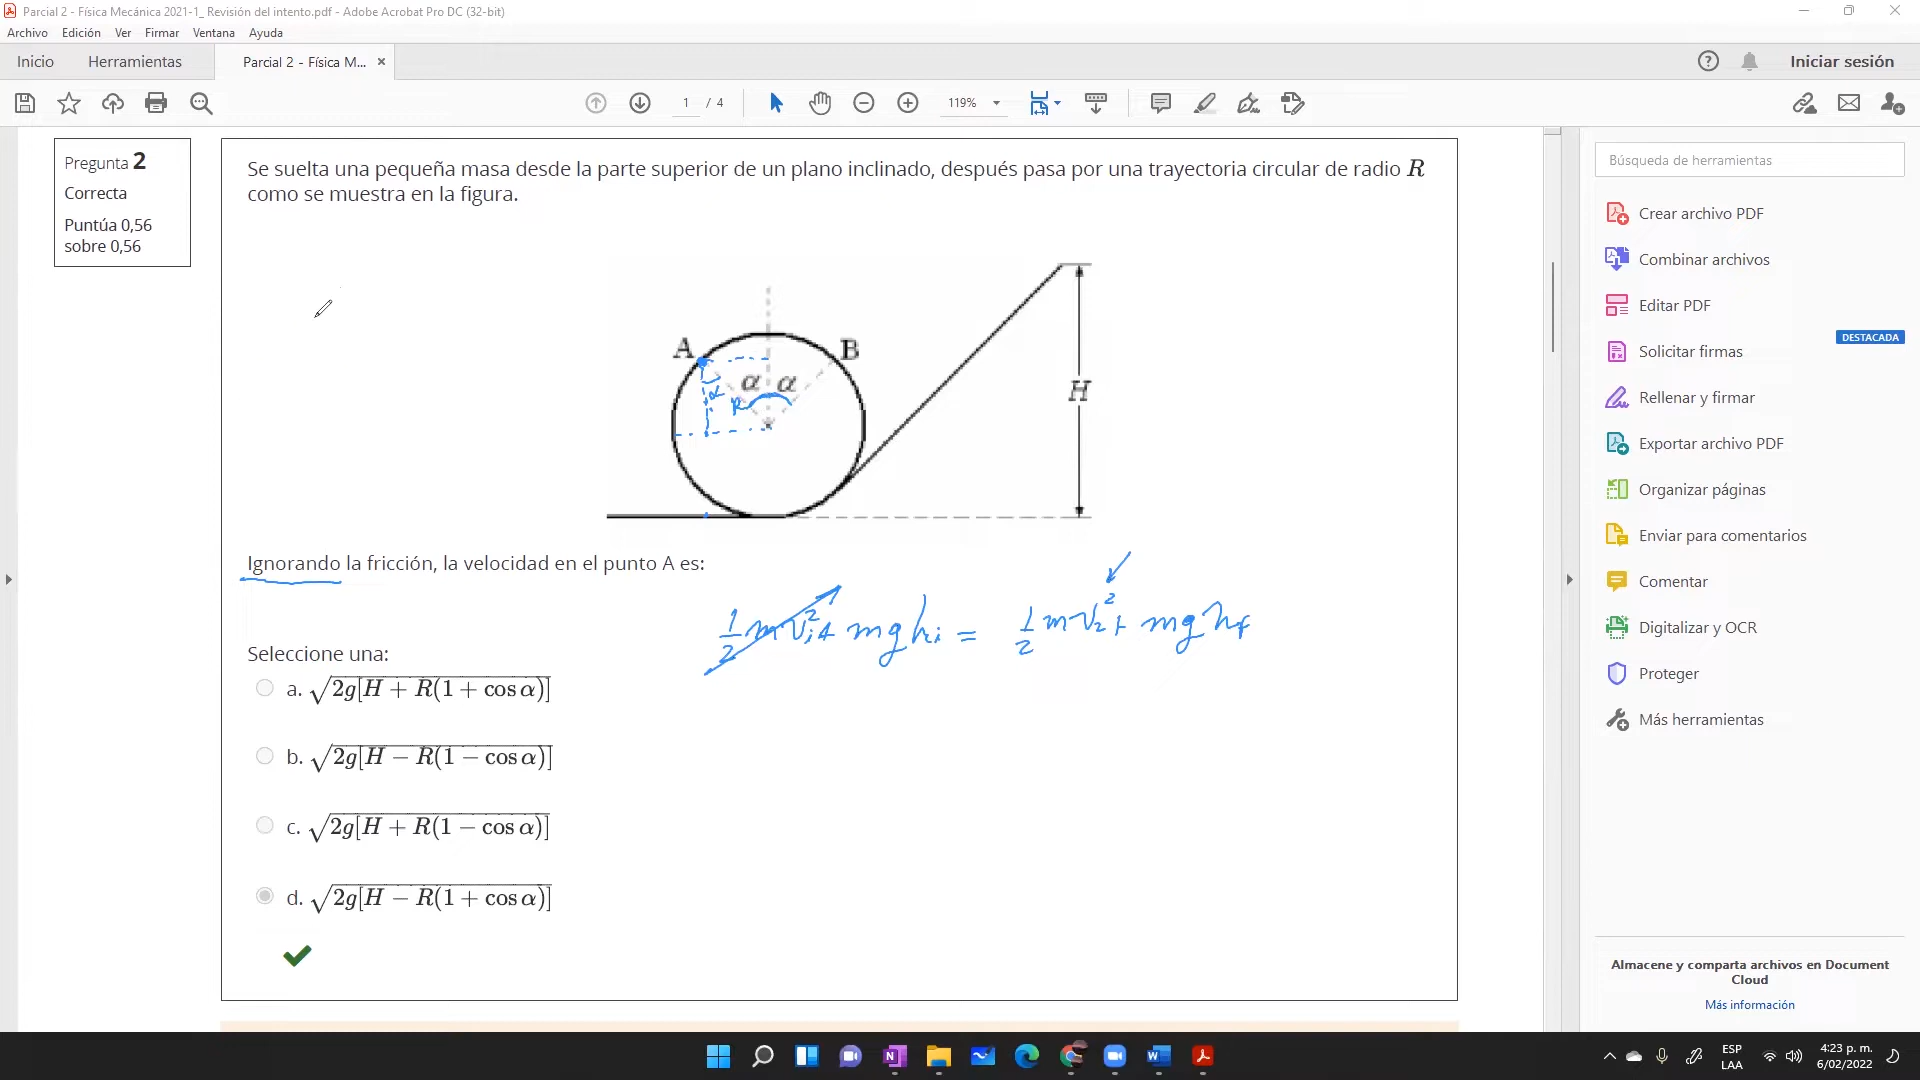 Parcial 2 - Física Mecánica 2021-1_ Revisión del intento.pdf - Adobe Acrobat Pro DC (32-bit)
Archivo Edición Ver Firmar Ventana Ayuda
Inicio Herramientas Parcial 2 - Física M... × Iniciar sesión
1 / 4 119%
Pregunta 2
Correcta
Puntúa 0,56
sobre 0,56
Se suelta una pequeña masa desde la parte superior de un plano inclinado, después pasa por una trayectoria circular de radio R
como se muestra en la figura.
A B
α α
α R
H
Ignorando la fricción, la velocidad en el punto A es:
1/2 m v_i² + m g h_i = 1/2 m v_2² + m g h_f
Seleccione una:
a. √2g[H + R(1 + cos α)]
b. √2g[H − R(1 − cos α)]
c. √2g[H + R(1 − cos α)]
d. √2g[H − R(1 + cos α)]
Búsqueda de herramientas
Crear archivo PDF
Combinar archivos
Editar PDF
DESTACADA
Solicitar firmas
Rellenar y firmar
Exportar archivo PDF
Organizar páginas
Enviar para comentarios
Comentar
Digitalizar y OCR
Proteger
Más herramientas
Almacene y comparta archivos en Document
Cloud
Más información
ESP
LAA
4:23 p. m.
6/02/2022